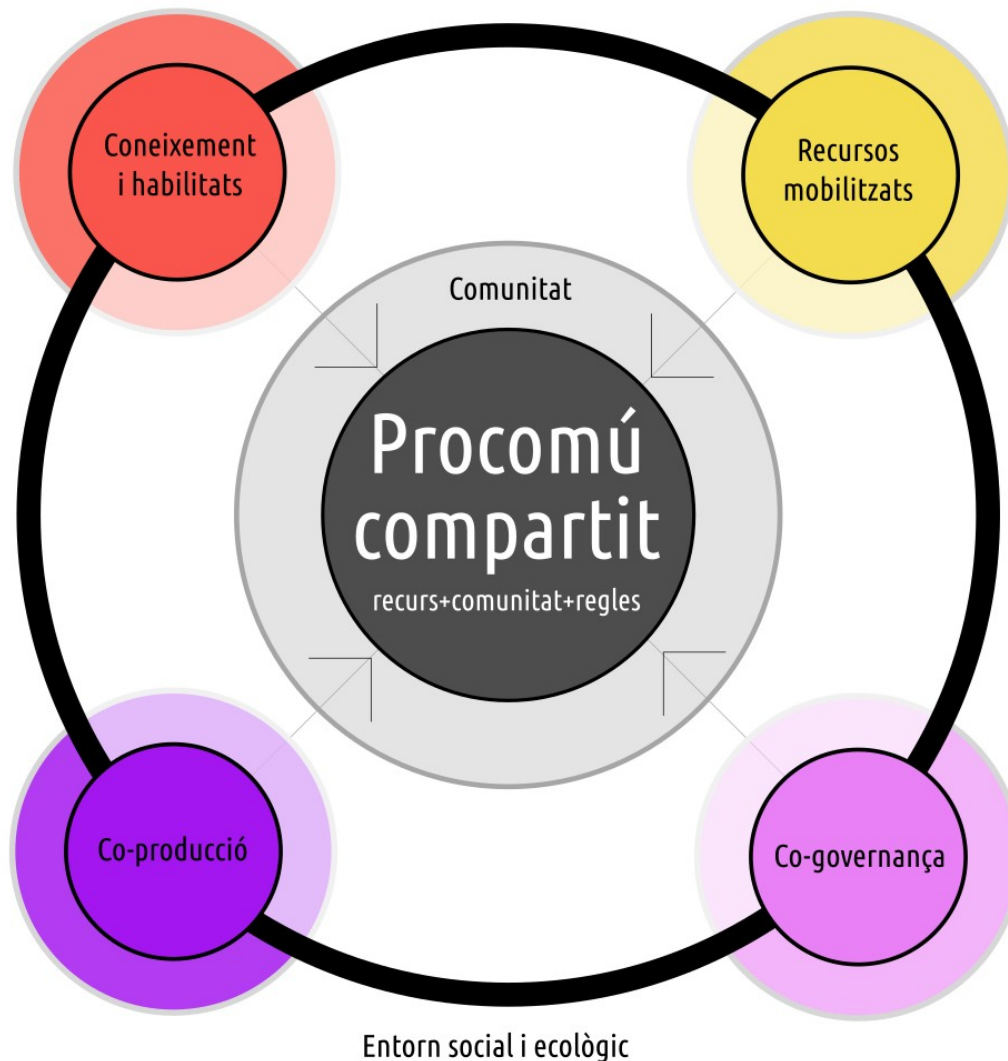 Coneixement
i habilitats
Recursos
mobilitzats
Comunitat
Procomú
compartit
recurs+comunitat+regles
Co-producció
Co-governança
Entorn social i ecològic